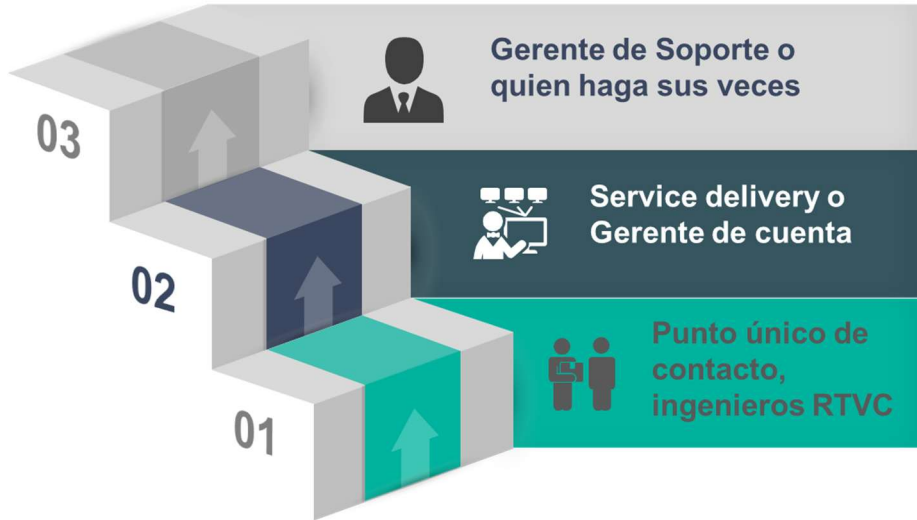 03
Gerente de Soporte o
quien haga sus veces
02
Service delivery o
Gerente de cuenta
01
Punto único de
contacto,
ingenieros RTVC